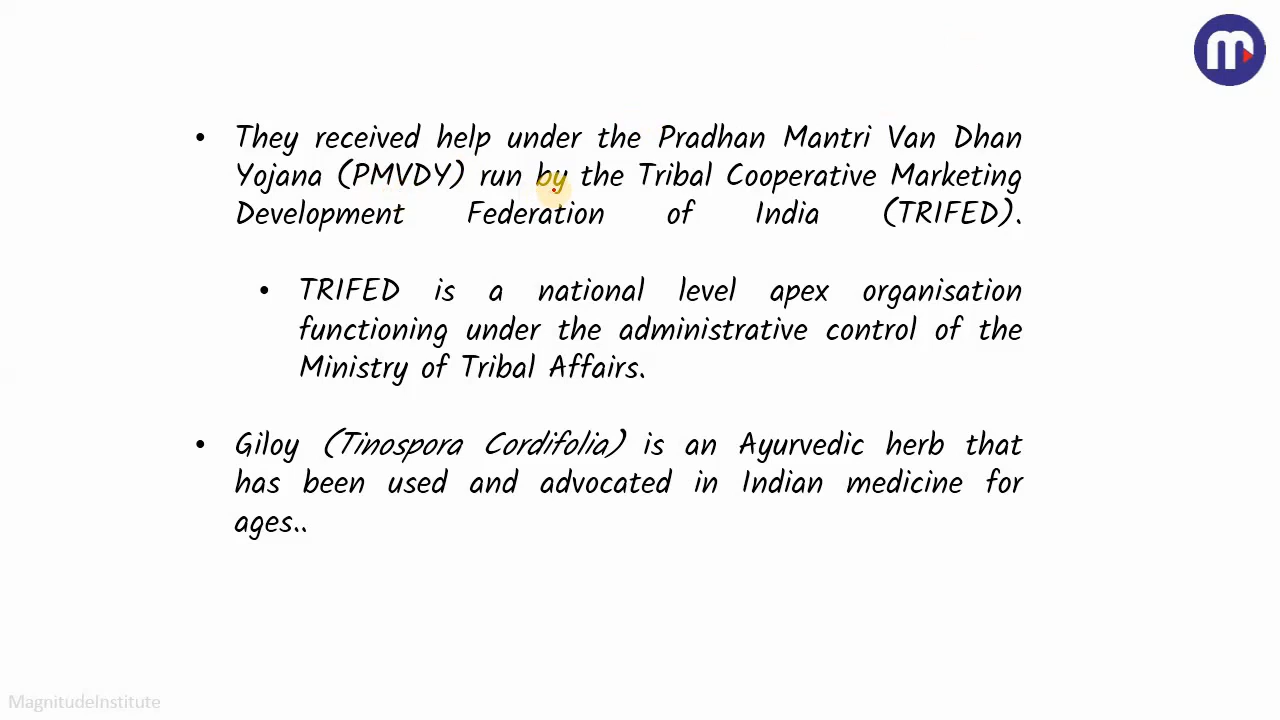 • They received help under the Pradhan Mantri Van Dhan
Yojana (PMVDY) run by the Tribal Cooperative Marketing
Development Federation of India (TRIFED).
• TRIFED is a national level apex organisation
functioning under the administrative control of the
Ministry of Tribal Affairs.
• Giloy (Tinospora Cordifolia) is an Ayurvedic herb that
has been used and advocated in Indian medicine for
ages..
MagnitudeInstitute